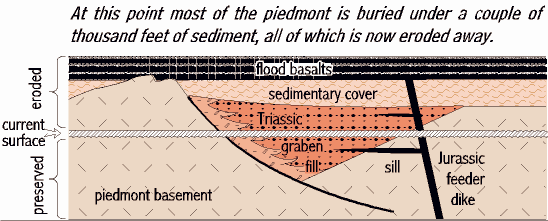 At this point most of the piedmont is buried under a couple of
thousand feet of sediment, all of which is now eroded away.
eroded
flood basalts
sedimentary cover
Triassic
current
surface
graben
fill
sill
Jurassic
feeder
dike
preserved
piedmont basement